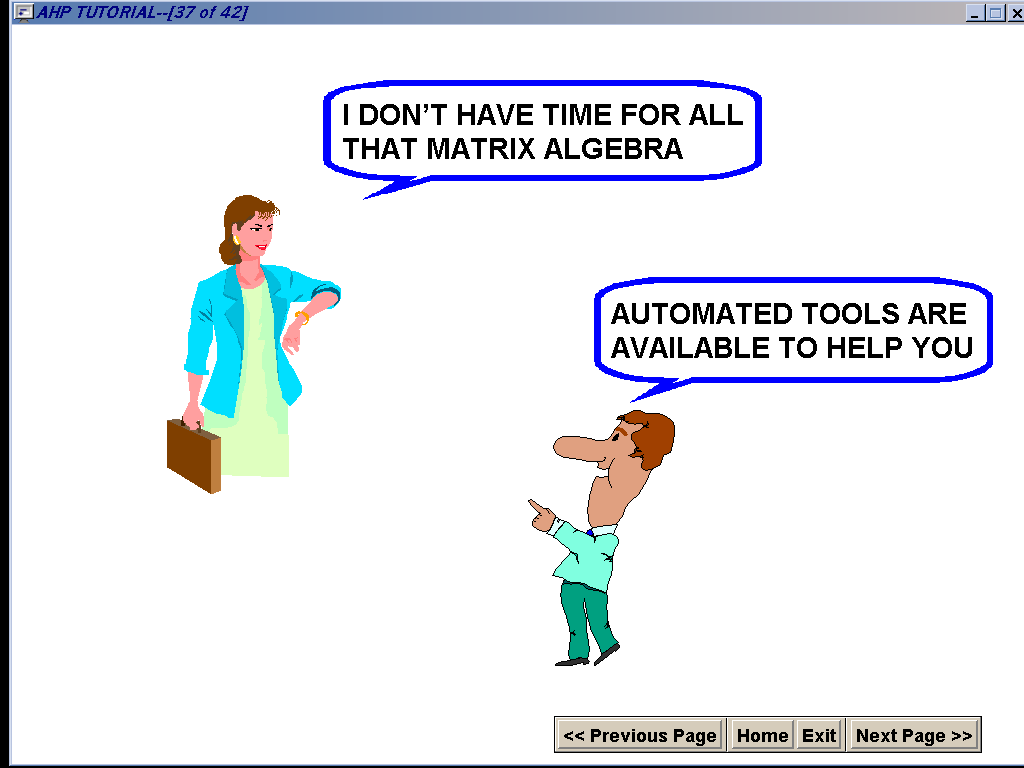 AHP TUTORIAL--[37 of 42]
I DON’T HAVE TIME FOR ALL
THAT MATRIX ALGEBRA
AUTOMATED TOOLS ARE
AVAILABLE TO HELP YOU
<< Previous Page Home Exit Next Page >>